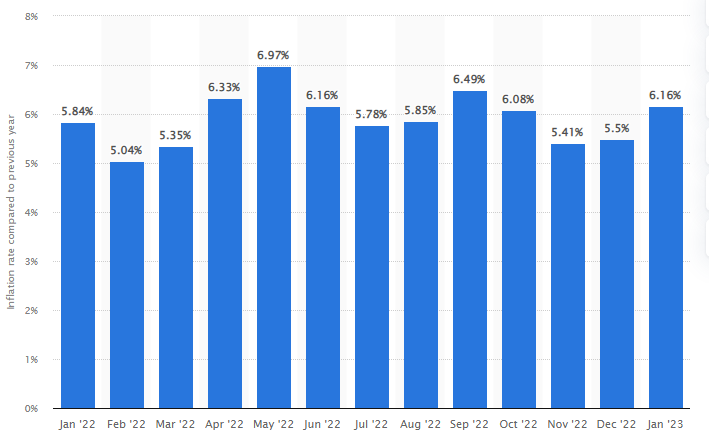 8%
7%
6%
5%
4%
3%
2%
1%
0%
Inflation rate compared to previous year
5.84%
5.04%
5.35%
6.33%
6.97%
6.16%
5.78%
5.85%
6.49%
6.08%
5.41%
5.5%
6.16%
Jan '22
Feb '22
Mar '22
Apr '22
May '22
Jun '22
Jul '22
Aug '22
Sep '22
Oct '22
Nov '22
Dec '22
Jan '23